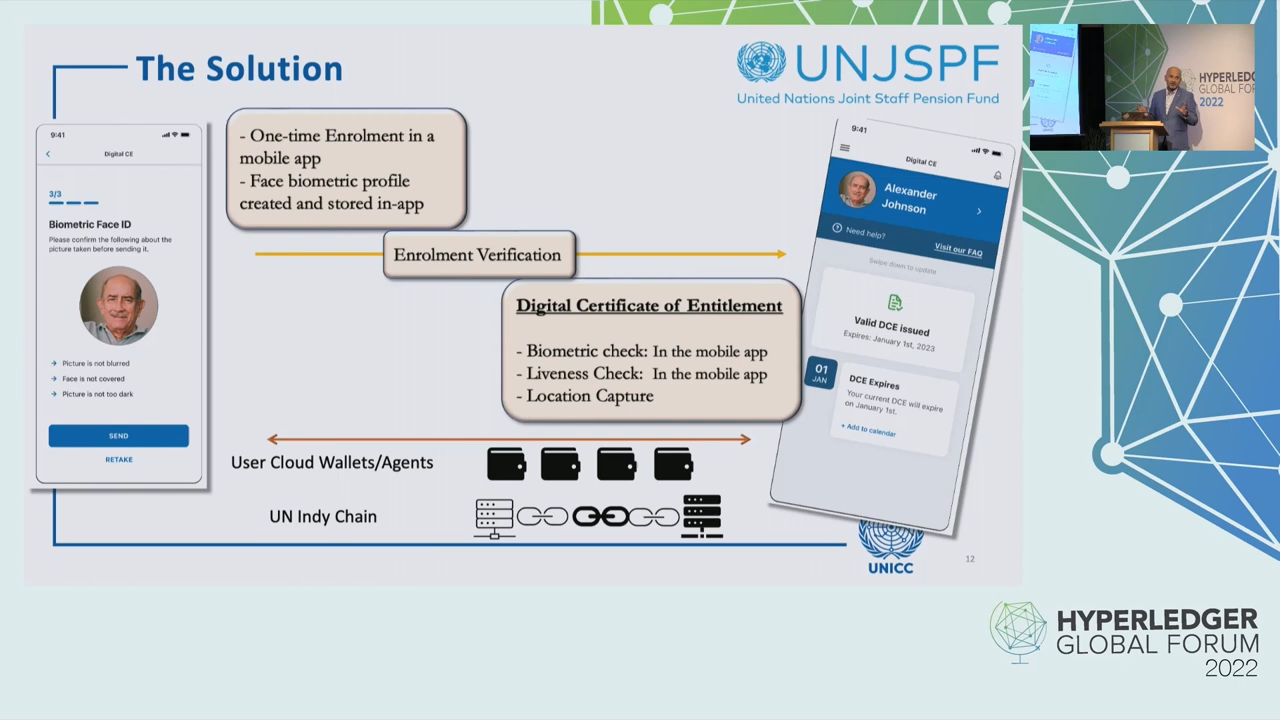 The Solution
UNJSPF
United Nations Joint Staff Pension Fund
9:41
Digital CE
3/3
Biometric Face ID
Please confirm the following about the
picture taken before sending it.
Picture is not blurred
Face is not covered
Picture is not too dark
SEND
RETAKE
- One-time Enrolment in a
mobile app
- Face biometric profile
created and stored in-app
Enrolment Verification
Digital Certificate of Entitlement
- Biometric check: In the mobile app
- Liveness Check: In the mobile app
- Location Capture
User Cloud Wallets/Agents
UN Indy Chain
9:41
Digital CE
Alexander
Johnson
Need help?
Visit our FAQ
Swipe down to update
Valid DCE issued
Expires: January 1st, 2023
01
JAN
DCE Expires
Your current DCE will expire
on January 1st.
+ Add to calendar
UNICC
12
HYPERLEDGER
GLOBAL FORUM
2022
HYPERLEDGER
GLOBAL FORUM
2022